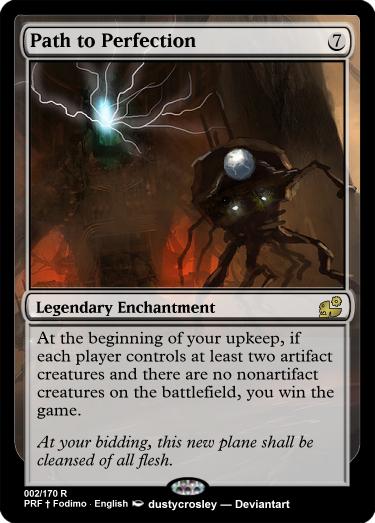 Path to Perfection 7
Legendary Enchantment
At the beginning of your upkeep, if
each player controls at least two artifact
creatures and there are no nonartifact
creatures on the battlefield, you win the
game.
At your bidding, this new plane shall be
cleansed of all flesh.
002/170 R
PRF † Fodimo · English dustycrosley — Deviantart